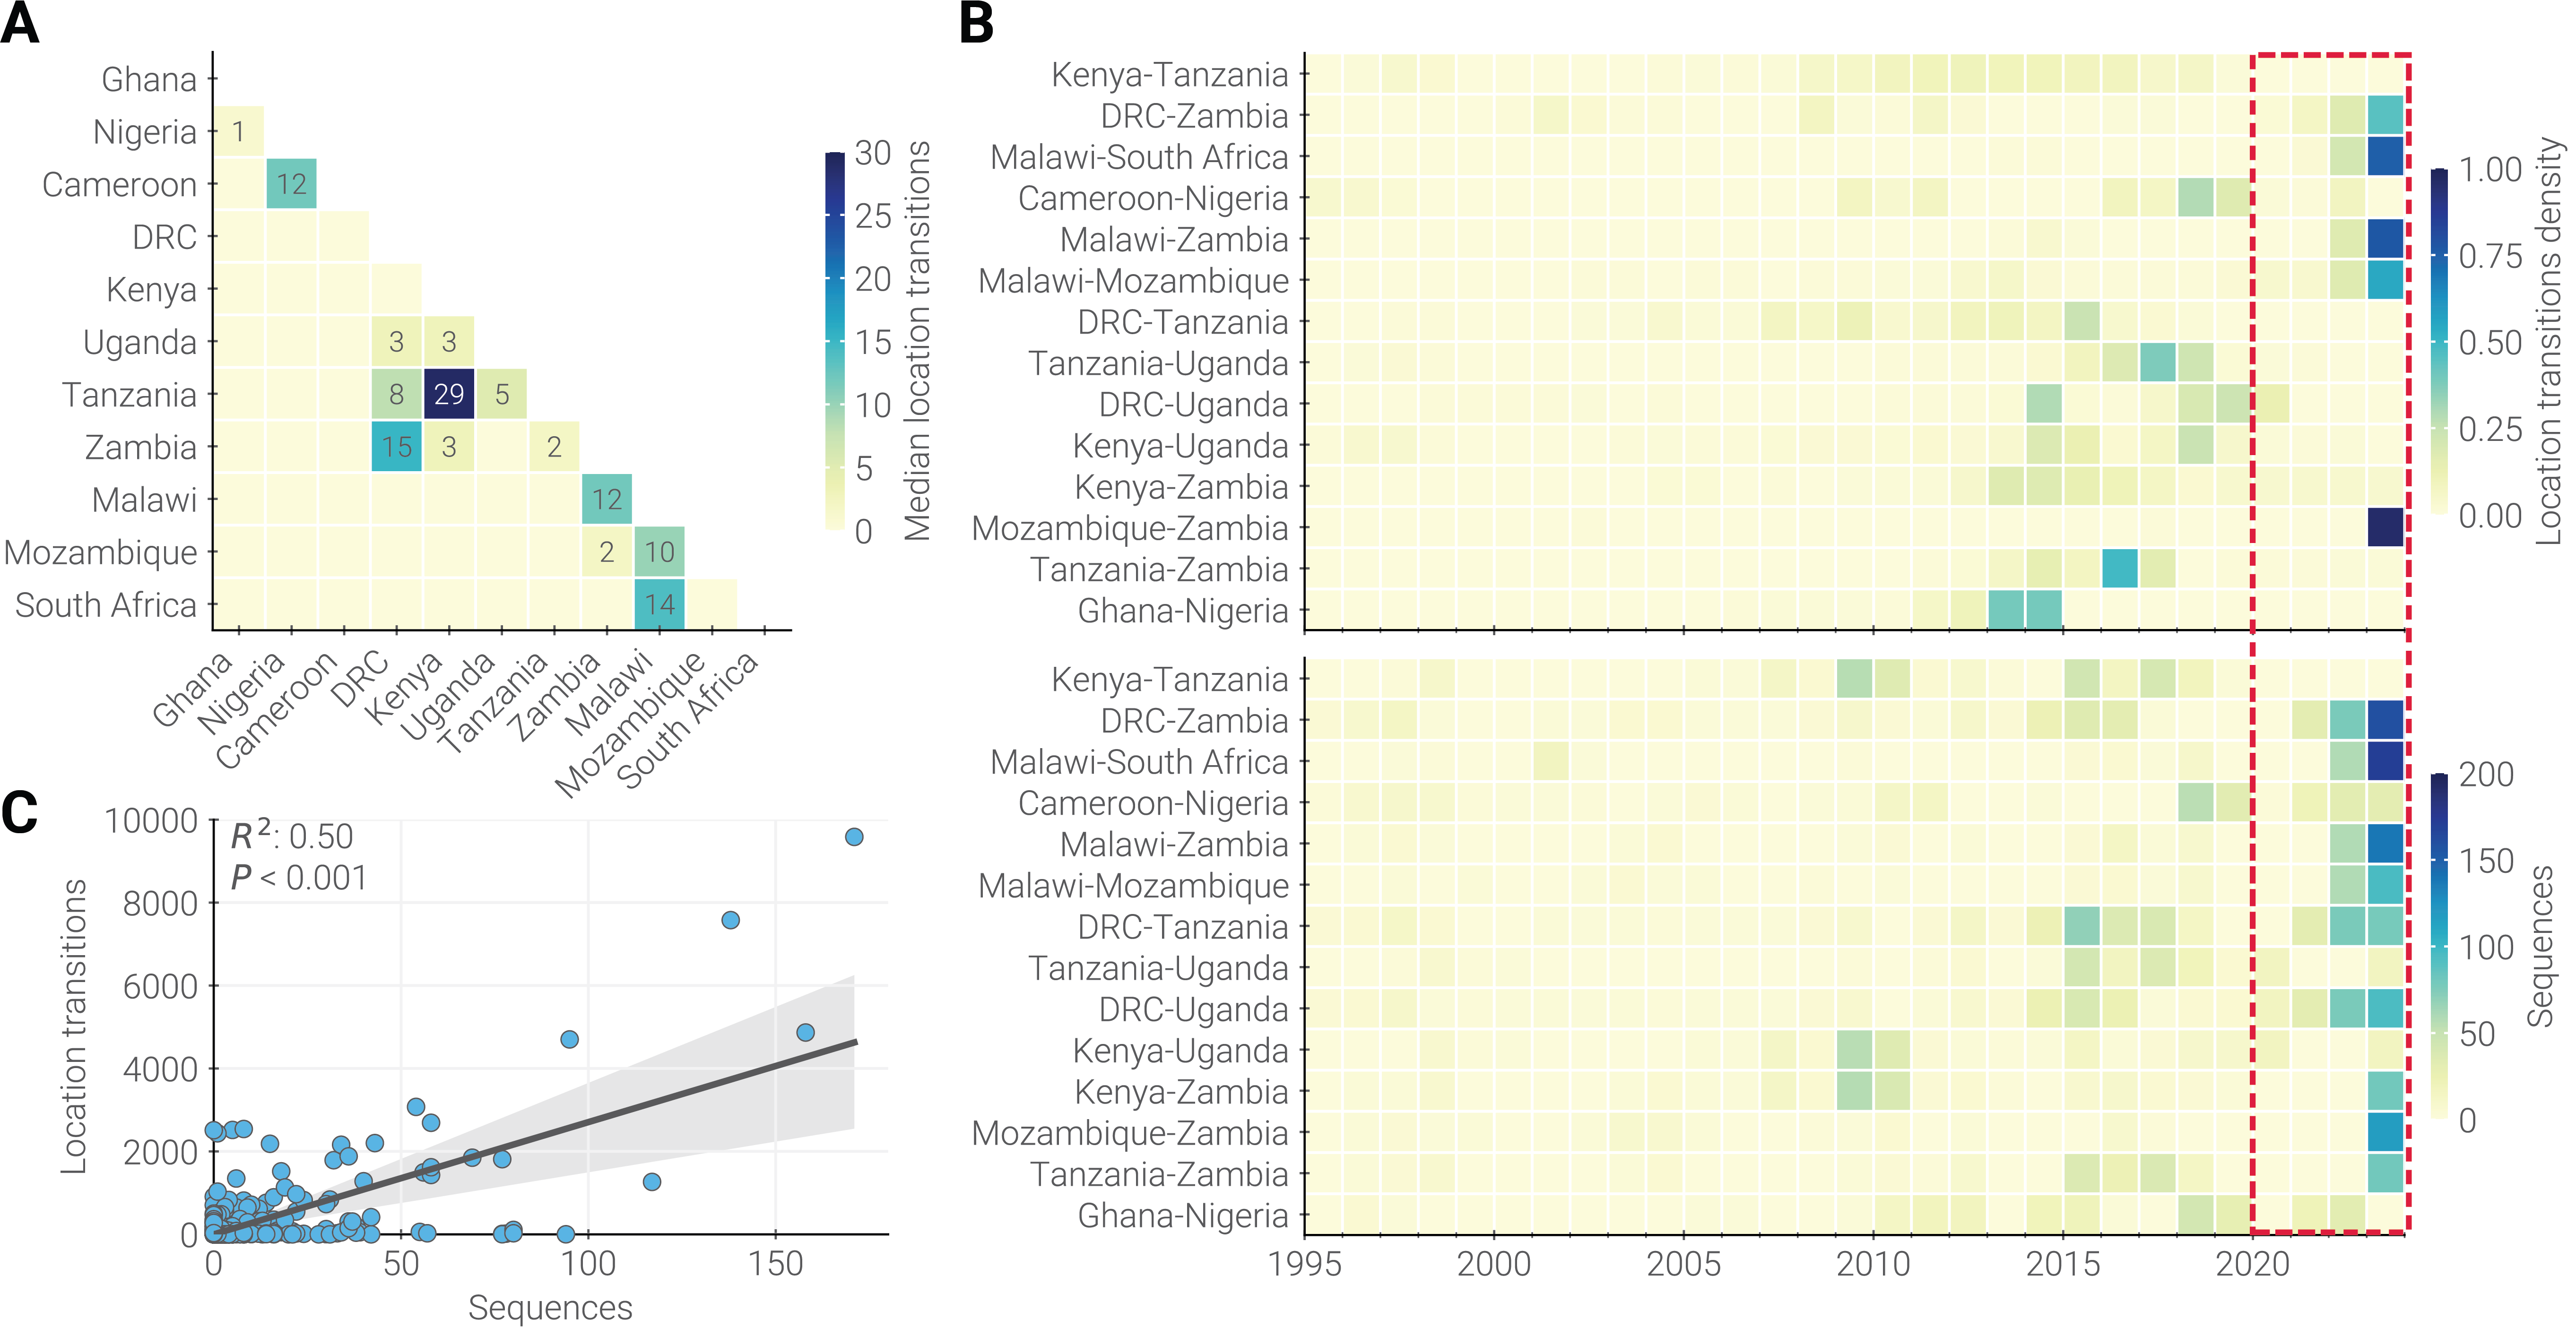 A
Ghana
Nigeria
Cameroon
DRC
Kenya
Uganda
Tanzania
Zambia
Malawi
Mozambique
South Africa
1
12
3 3
8 29 5
15 3 2
12
2 10
14
Ghana
Nigeria
Cameroon
DRC
Kenya
Uganda
Tanzania
Zambia
Malawi
Mozambique
South Africa
30
25
20
15
10
5
0
Median location transitions
B
Kenya-Tanzania
DRC-Zambia
Malawi-South Africa
Cameroon-Nigeria
Malawi-Zambia
Malawi-Mozambique
DRC-Tanzania
Tanzania-Uganda
DRC-Uganda
Kenya-Uganda
Kenya-Zambia
Mozambique-Zambia
Tanzania-Zambia
Ghana-Nigeria
1.00
0.75
0.50
0.25
0.00
Location transitions density
Kenya-Tanzania
DRC-Zambia
Malawi-South Africa
Cameroon-Nigeria
Malawi-Zambia
Malawi-Mozambique
DRC-Tanzania
Tanzania-Uganda
DRC-Uganda
Kenya-Uganda
Kenya-Zambia
Mozambique-Zambia
Tanzania-Zambia
Ghana-Nigeria
1995 2000 2005 2010 2015 2020
200
150
100
50
0
Sequences
C
R²: 0.50
P < 0.001
10000
8000
6000
4000
2000
0
Location transitions
0 50 100 150
Sequences